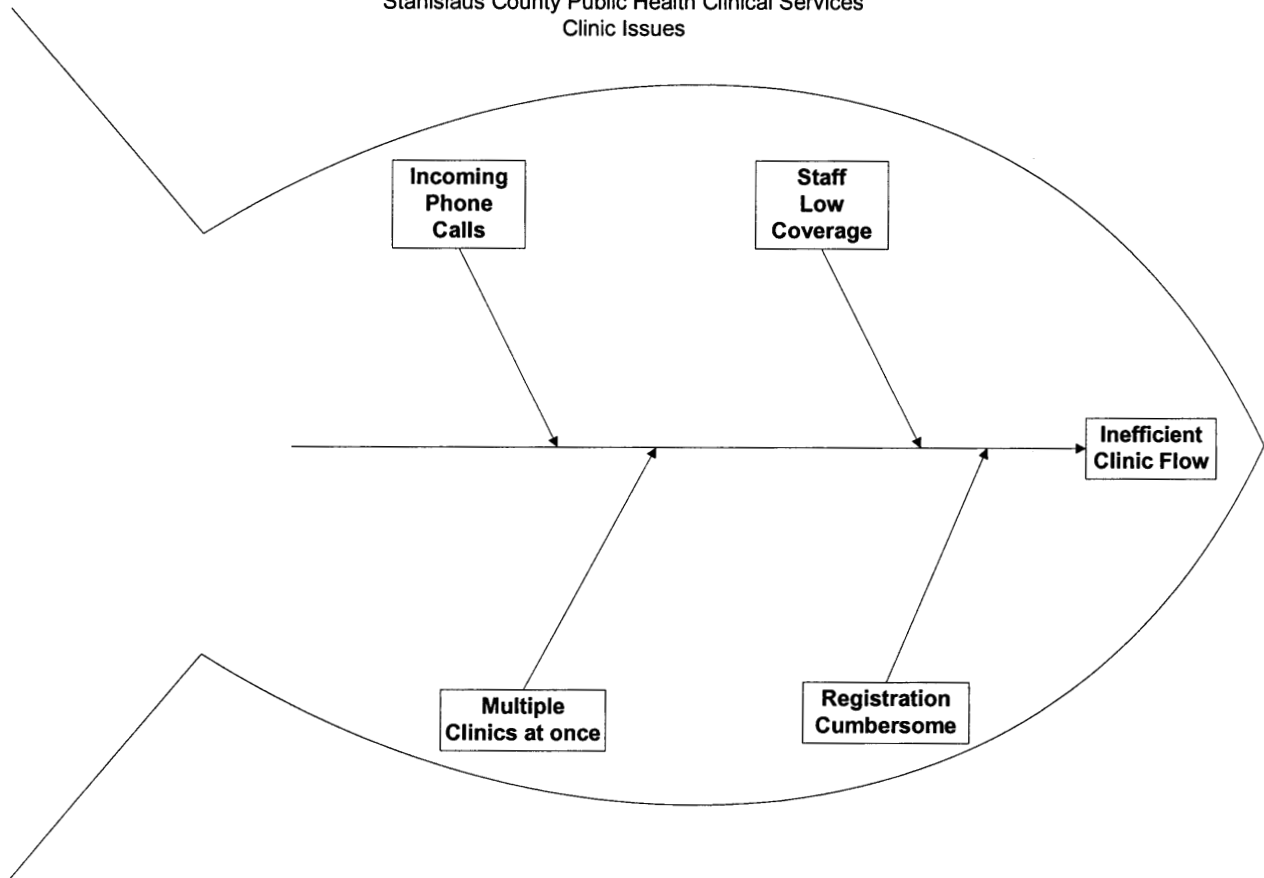 Stanislaus County Public Health Clinical Services
Clinic Issues
Incoming
Phone
Calls
Staff
Low
Coverage
Inefficient
Clinic Flow
Multiple
Clinics at once
Registration
Cumbersome